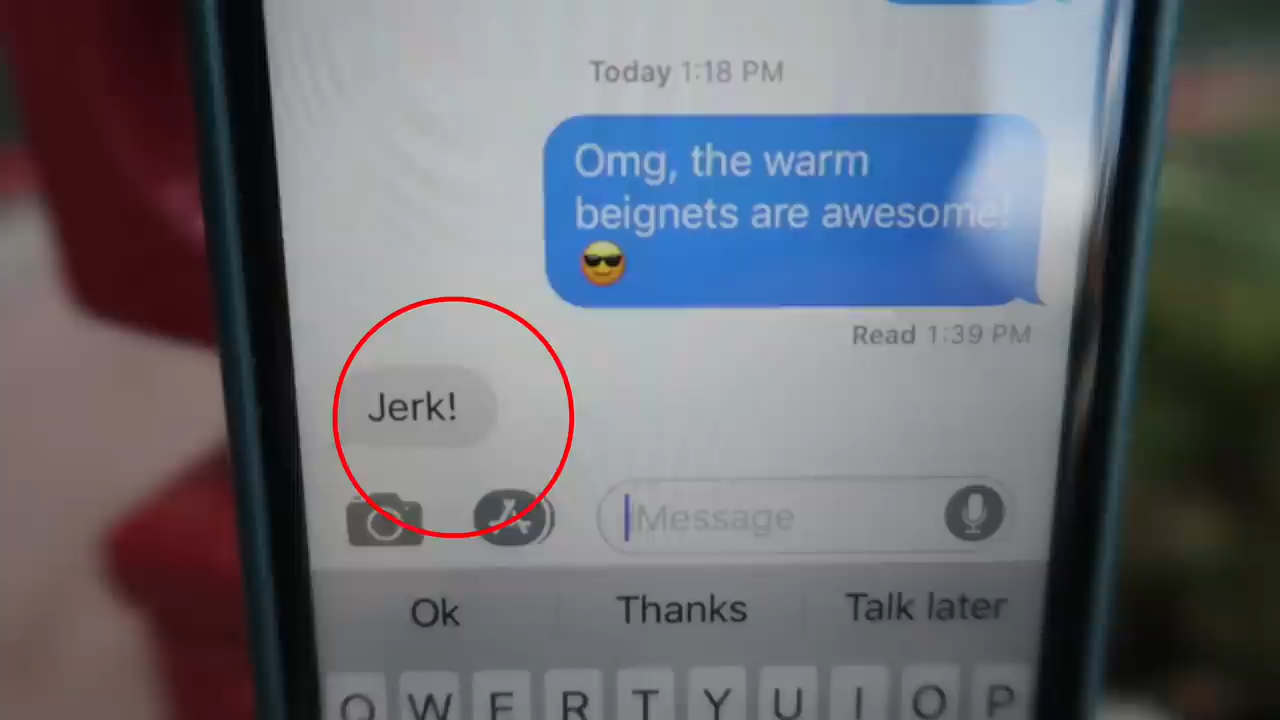 Today 1:18 PM
Omg, the warm
beignets are awesome!
😎
Read 1:39 PM
Jerk!
Message
Ok Thanks Talk later
Q W E R T Y U I O P